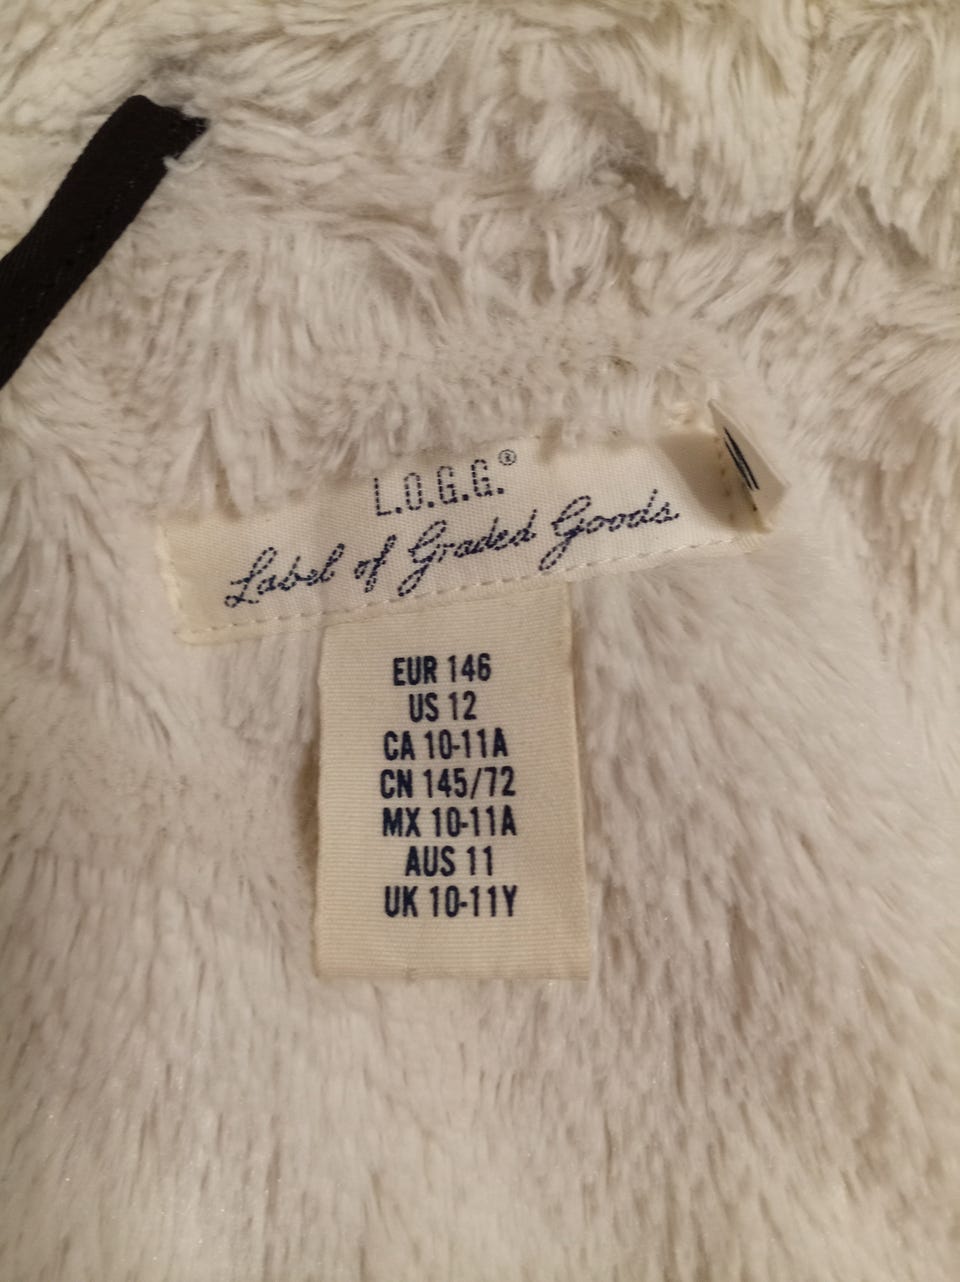 L.O.G.G.®
Label of Graded Goods
EUR 146
US 12
CA 10-11A
CN 145/72
MX 10-11A
AUS 11
UK 10-11Y